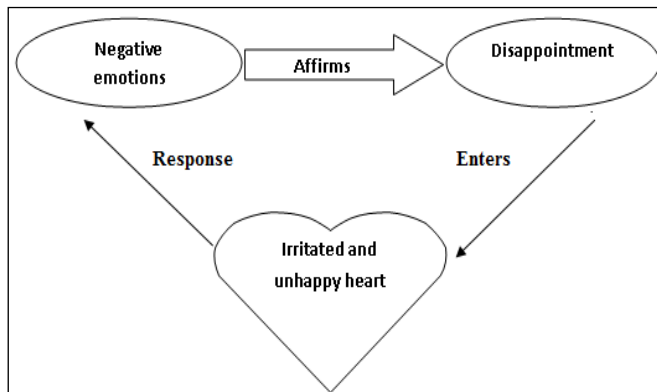 Negative
emotions
Affirms
Disappointment
Response
Enters
Irritated and
unhappy heart